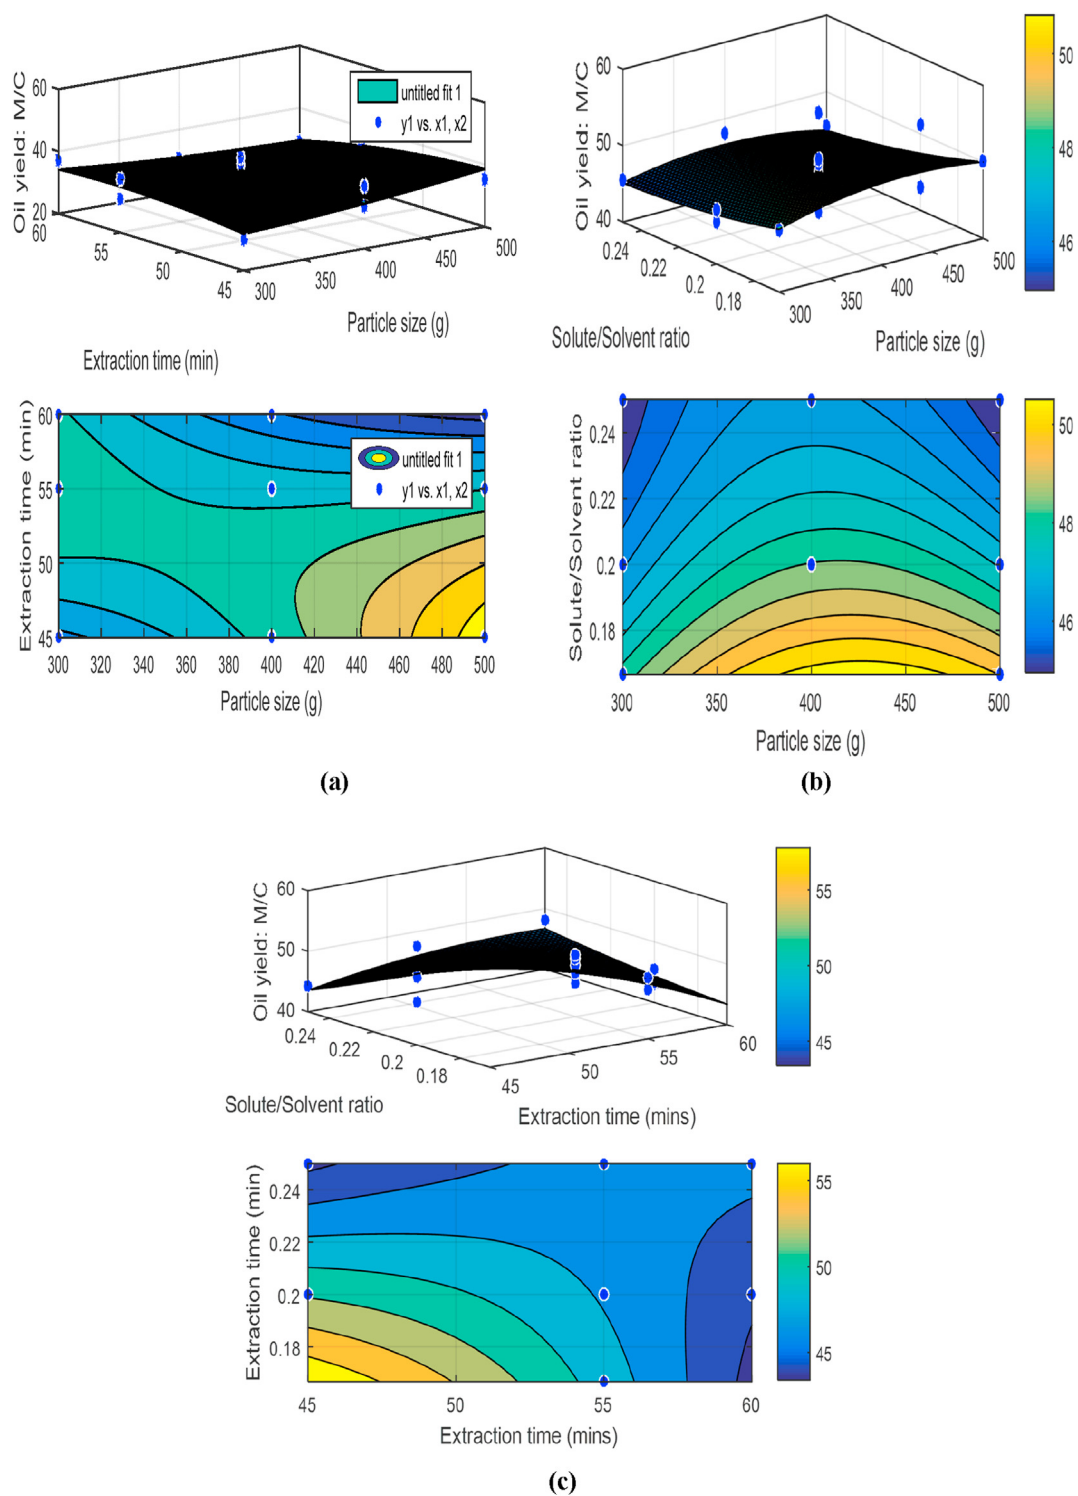 Oil yield: M/C
60
40
20
60
55
50
45
300
350
400
450
500
untitled fit 1
y1 vs. x1, x2
Particle size (g)
Extraction time (min)
Oil yield: M/C
60
50
40
0.24
0.22
0.2
0.18
300
350
400
450
500
Solute/Solvent ratio
Particle size (g)
50
48
46
Extraction time (min)
60
55
50
45
300 320 340 360 380 400 420 440 460 480 500
untitled fit 1
y1 vs. x1, x2
Particle size (g)
(a)
Solute/Solvent ratio
0.24
0.22
0.2
0.18
300 350 400 450 500
Particle size (g)
50
48
46
(b)
Oil yield: M/C
60
50
40
0.24
0.22
0.2
0.18
45
50
55
60
Solute/Solvent ratio
Extraction time (mins)
55
50
45
Extraction time (min)
0.24
0.22
0.2
0.18
45 50 55 60
Extraction time (mins)
55
50
45
(c)